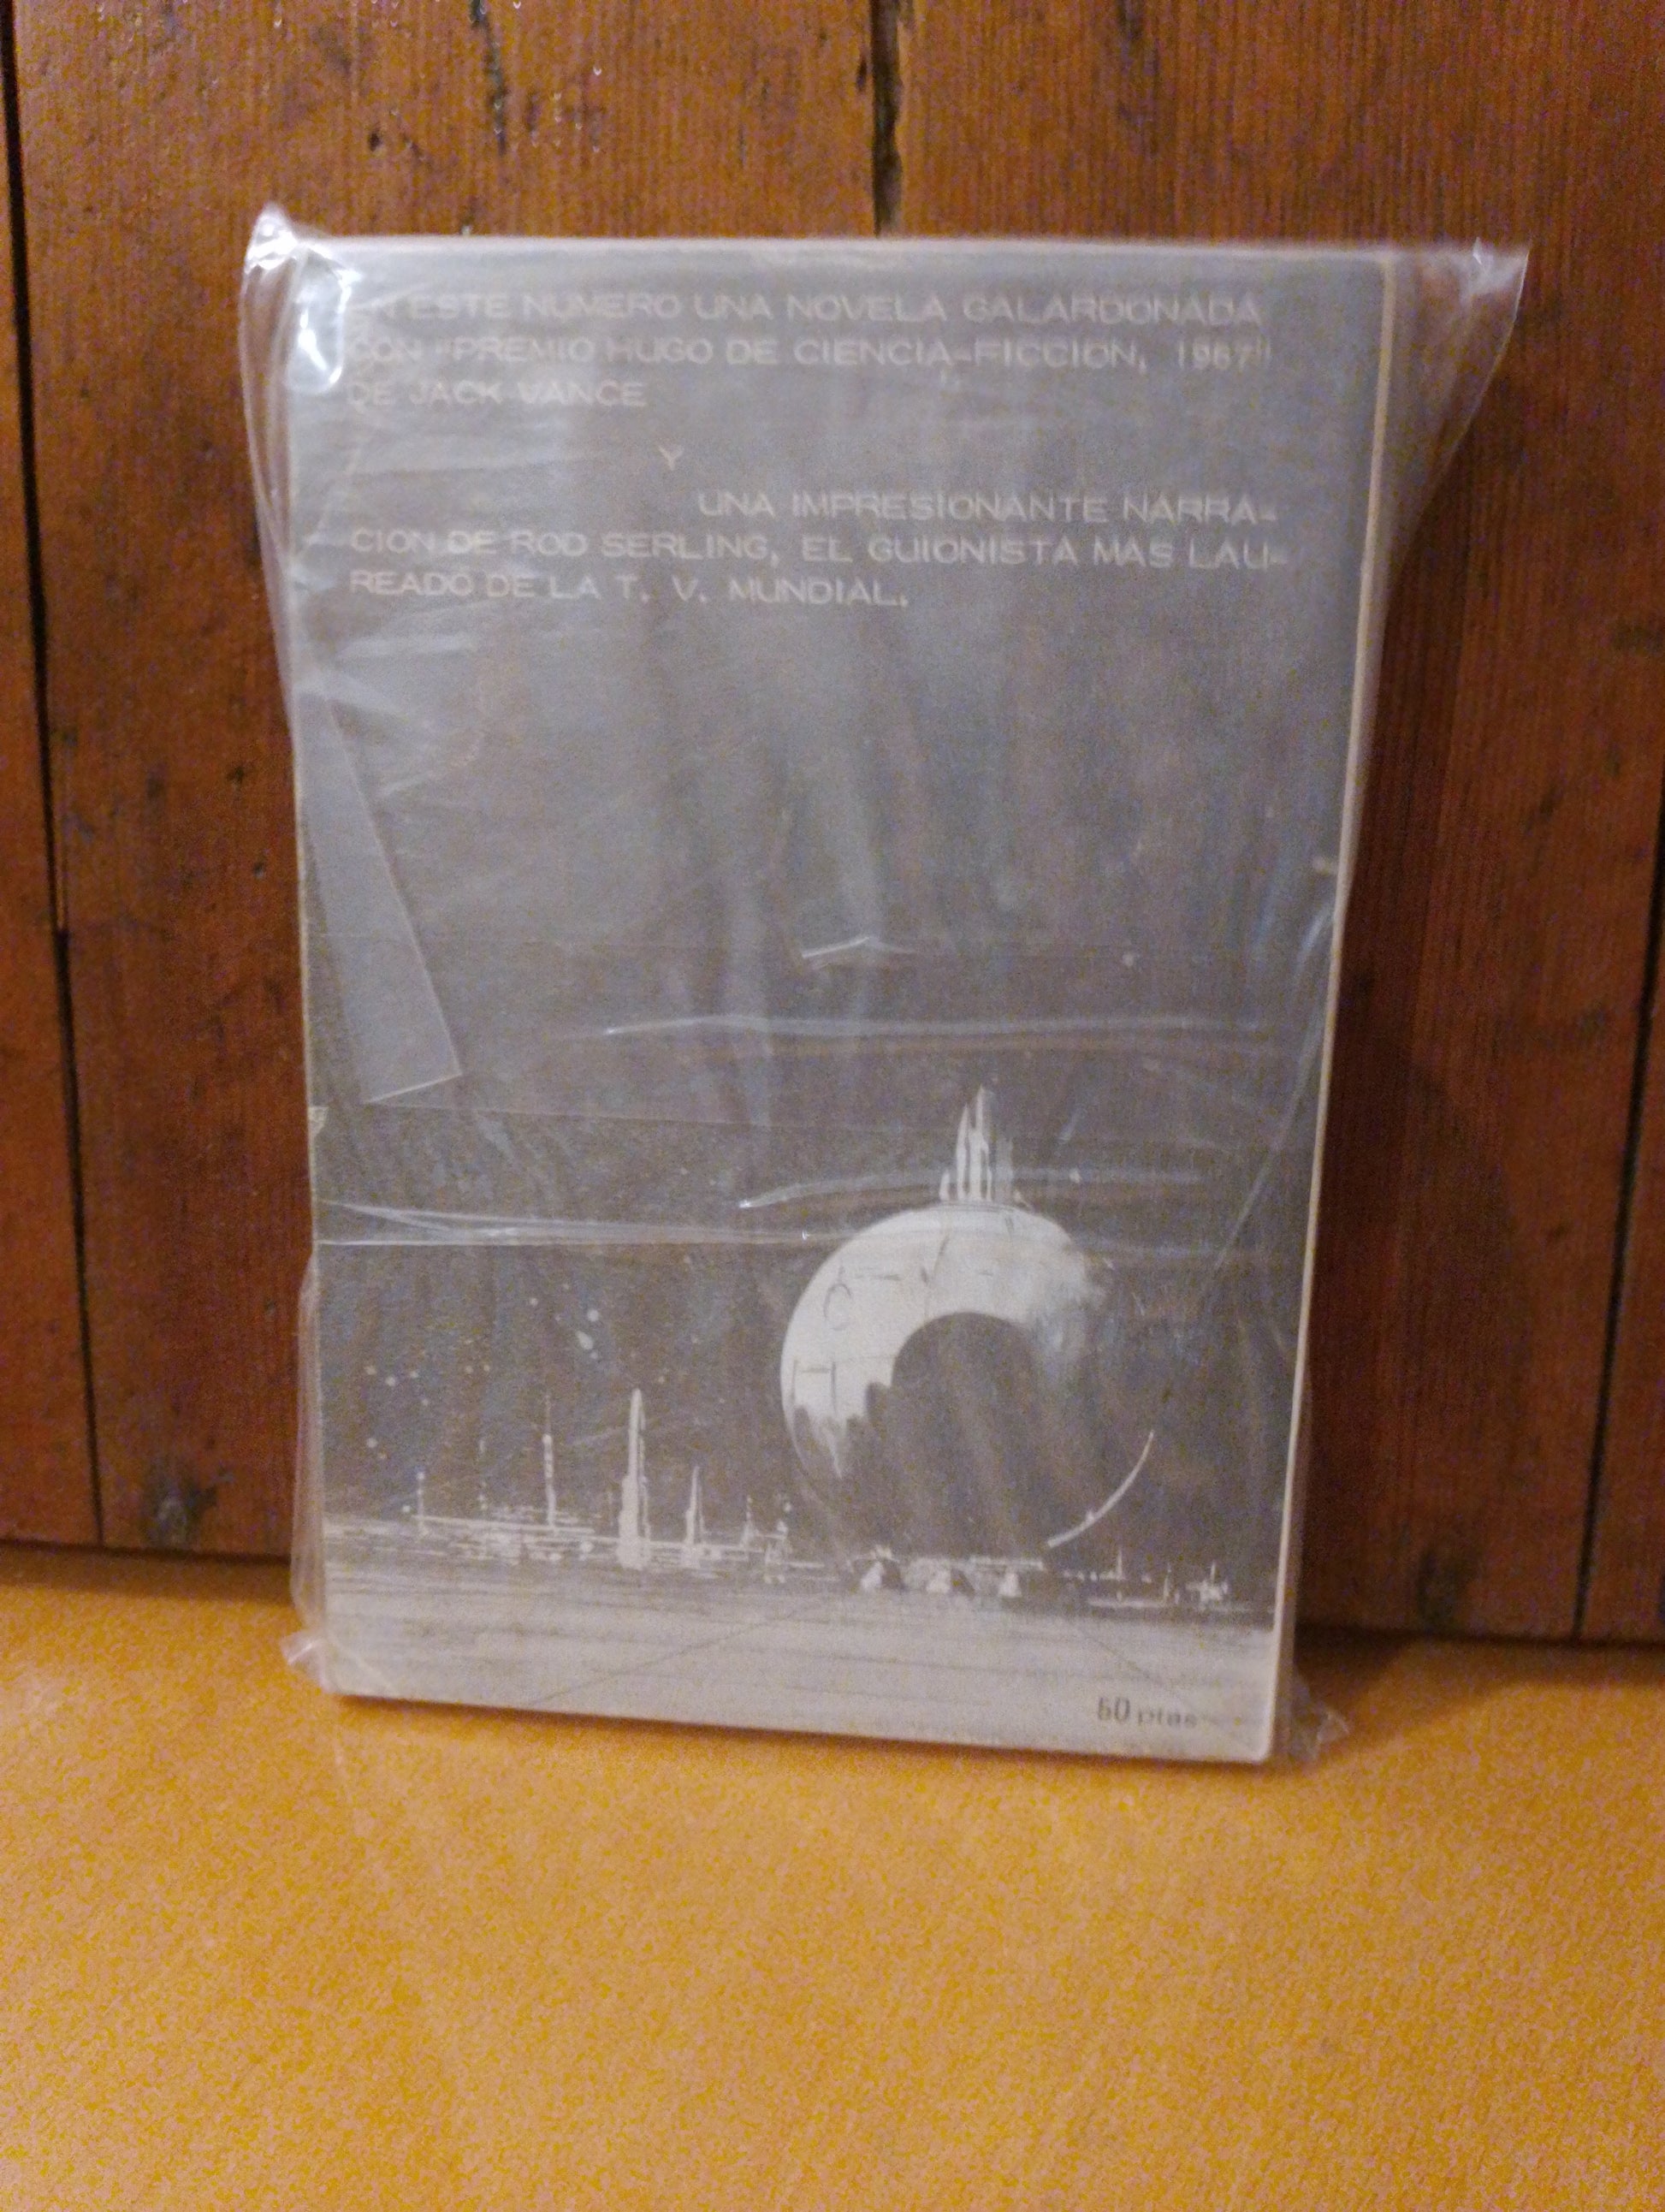 EN ESTE NUMERO UNA NOVELA GALARDONADA
CON "PREMIO HUGO DE CIENCIA-FICCION, 1967"
DE JACK VANCE
Y
UNA IMPRESIONANTE NARRA-
CION DE ROD SERLING, EL GUIONISTA MAS LAU-
READO DE LA T. V. MUNDIAL.
50 ptas